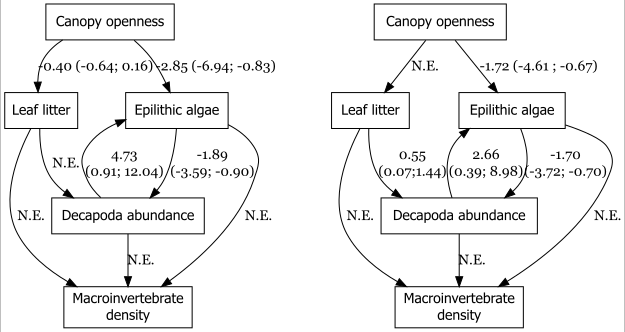 Canopy openness
-0.40 (-0.64; 0.16)
-2.85 (-6.94; -0.83)
Leaf litter
Epilithic algae
N.E.
4.73
(0.91; 12.04)
-1.89
(-3.59; -0.90)
Decapoda abundance
N.E.
N.E.
N.E.
Macroinvertebrate
density
Canopy openness
N.E.
-1.72 (-4.61 ; -0.67)
Leaf litter
Epilithic algae
0.55
(0.07;1.44)
2.66
(0.39; 8.98)
-1.70
(-3.72; -0.70)
Decapoda abundance
N.E.
N.E.
N.E.
Macroinvertebrate
density